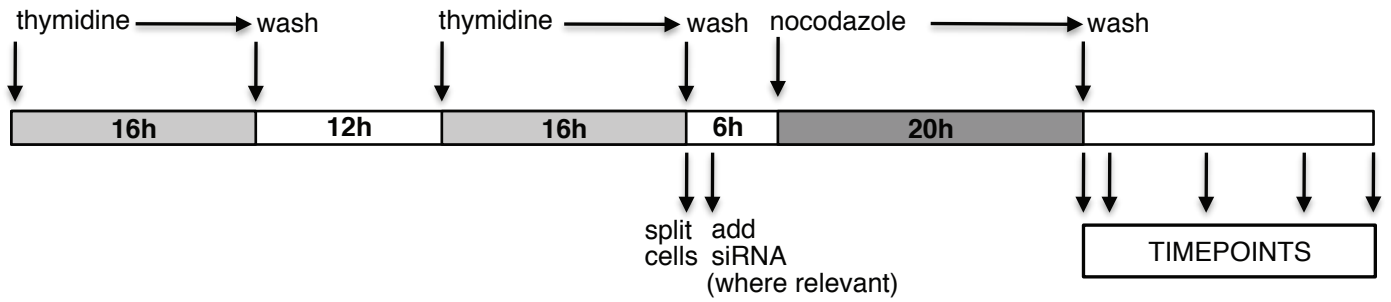 thymidine wash thymidine wash nocodazole wash
16h 12h 16h 6h 20h
split add
cells siRNA
(where relevant)
TIMEPOINTS